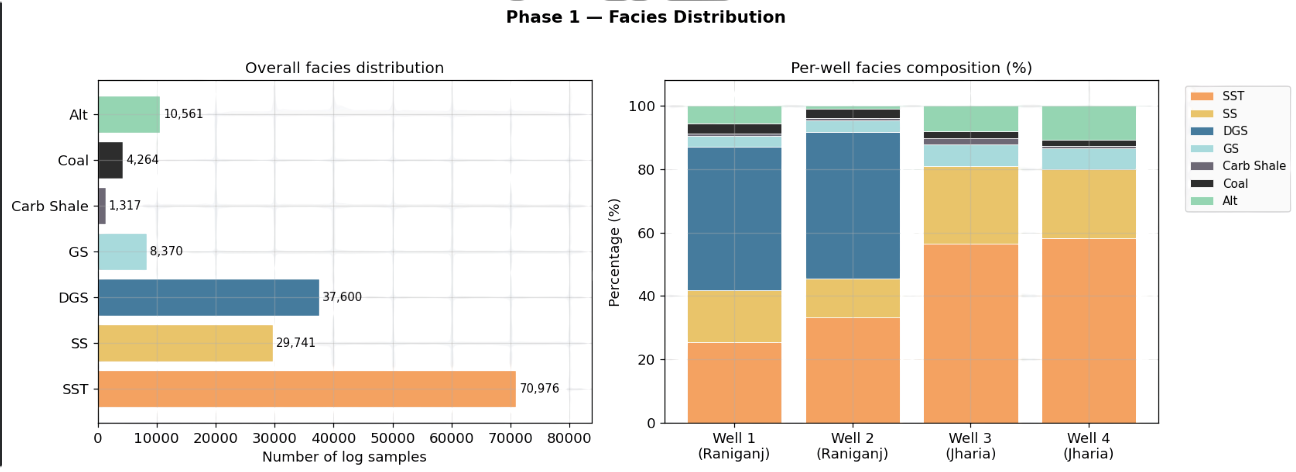 Phase 1 — Facies Distribution
Overall facies distribution
Alt
10,561
Coal
4,264
Carb Shale
1,317
GS
8,370
DGS
37,600
SS
29,741
SST
70,976
0 10000 20000 30000 40000 50000 60000 70000 80000
Number of log samples
Per-well facies composition (%)
Percentage (%)
100
80
60
40
20
0
Well 1 (Raniganj)
Well 2 (Raniganj)
Well 3 (Jharia)
Well 4 (Jharia)
SST
SS
DGS
GS
Carb Shale
Coal
Alt